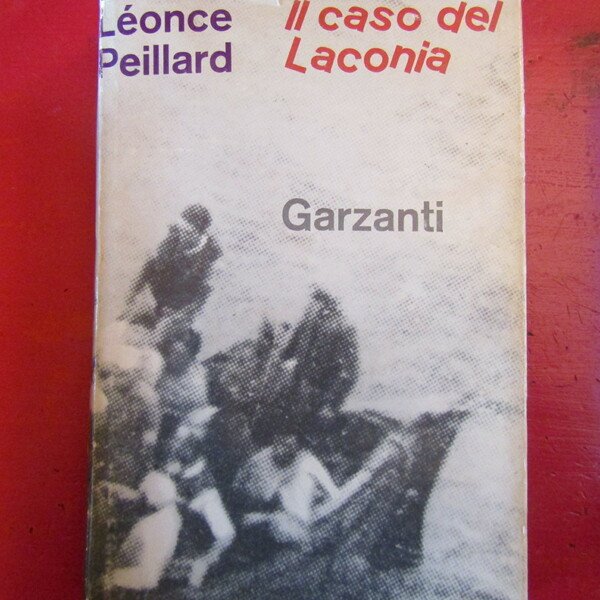 Léonce
Peillard
Il caso del
Laconia
Garzanti